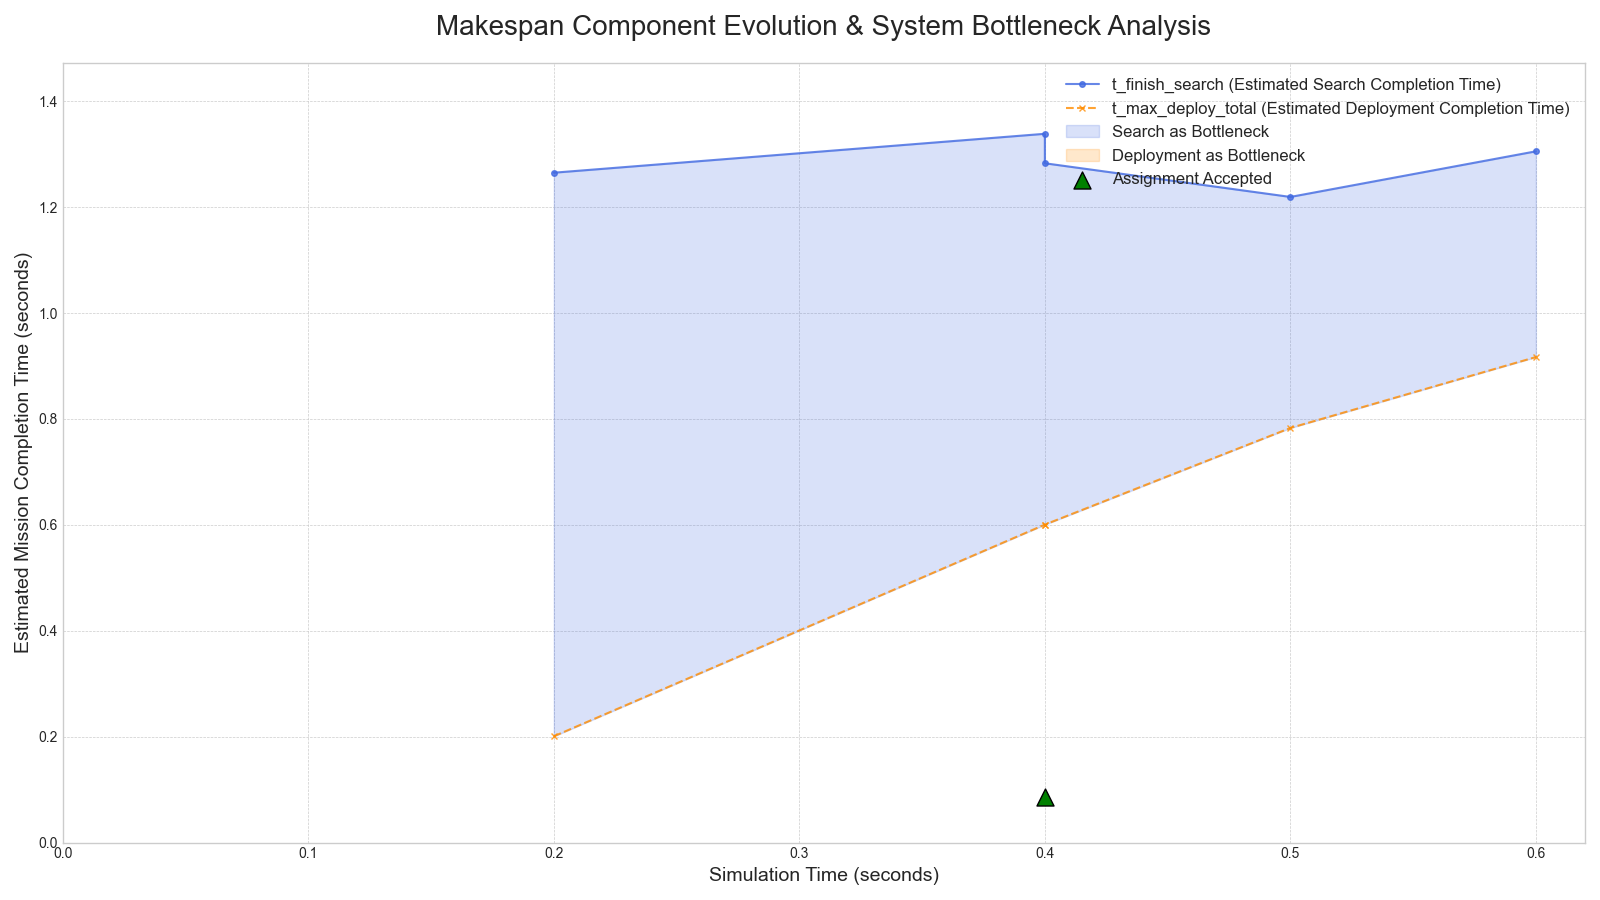 Makespan Component Evolution & System Bottleneck Analysis
t_finish_search (Estimated Search Completion Time)
t_max_deploy_total (Estimated Deployment Completion Time)
Search as Bottleneck
Deployment as Bottleneck
Assignment Accepted
Estimated Mission Completion Time (seconds)
1.4
1.2
1.0
0.8
0.6
0.4
0.2
0.0
0.0 0.1 0.2 0.3 0.4 0.5 0.6
Simulation Time (seconds)